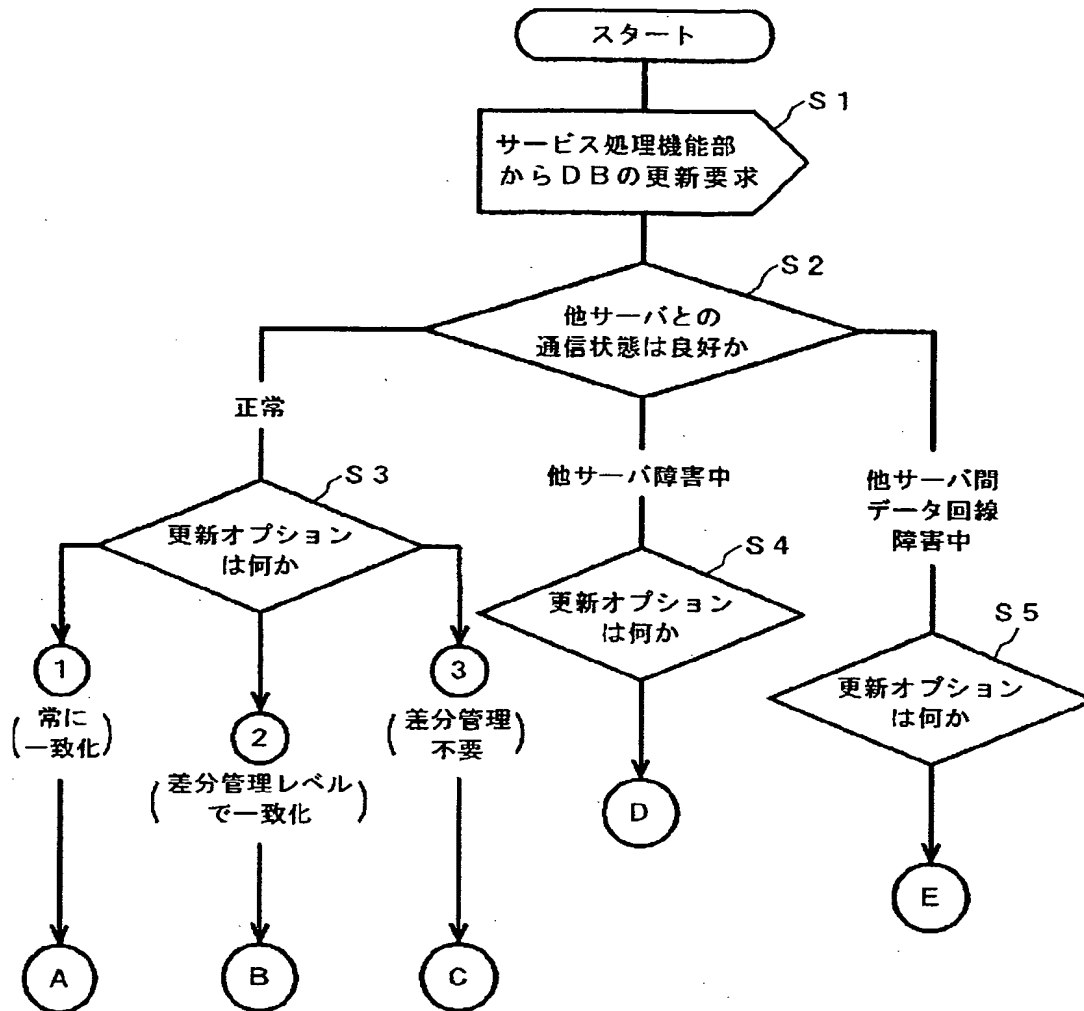 スタート
S1
サービス処理機能部
からDBの更新要求
S2
他サーバとの
通信状態は良好か
正常
他サーバ障害中
他サーバ間
データ回線
障害中
S3
更新オプション
は何か
S4
更新オプション
は何か
S5
更新オプション
は何か
1
(常に
一致化)
2
(差分管理レベル
で一致化)
3
(差分管理
不要)
D
E
A
B
C